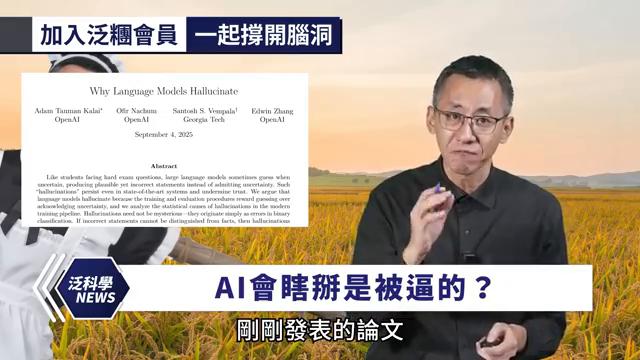 加入泛糰會員 一起撐開腦洞
Why Language Models Hallucinate
Adam Tauman Kalai* Ofir Nachum Santosh S. Vempala† Edwin Zhang
OpenAI OpenAI Georgia Tech OpenAI
September 4, 2025
Abstract
Like students facing hard exam questions, large language models sometimes guess when
uncertain, producing plausible yet incorrect statements instead of admitting uncertainty. Such
"hallucinations" persist even in state-of-the-art systems and undermine trust. We argue that
language models hallucinate because the training and evaluation procedures reward guessing over
acknowledging uncertainty, and we analyze the statistical causes of hallucinations in the modern
training pipeline. Hallucinations need not be mysterious—they originate simply as errors in binary
classification. If incorrect statements cannot be distinguished from facts, then hallucinations
泛科學
NEWS
AI會瞎掰是被逼的？
剛剛發表的論文